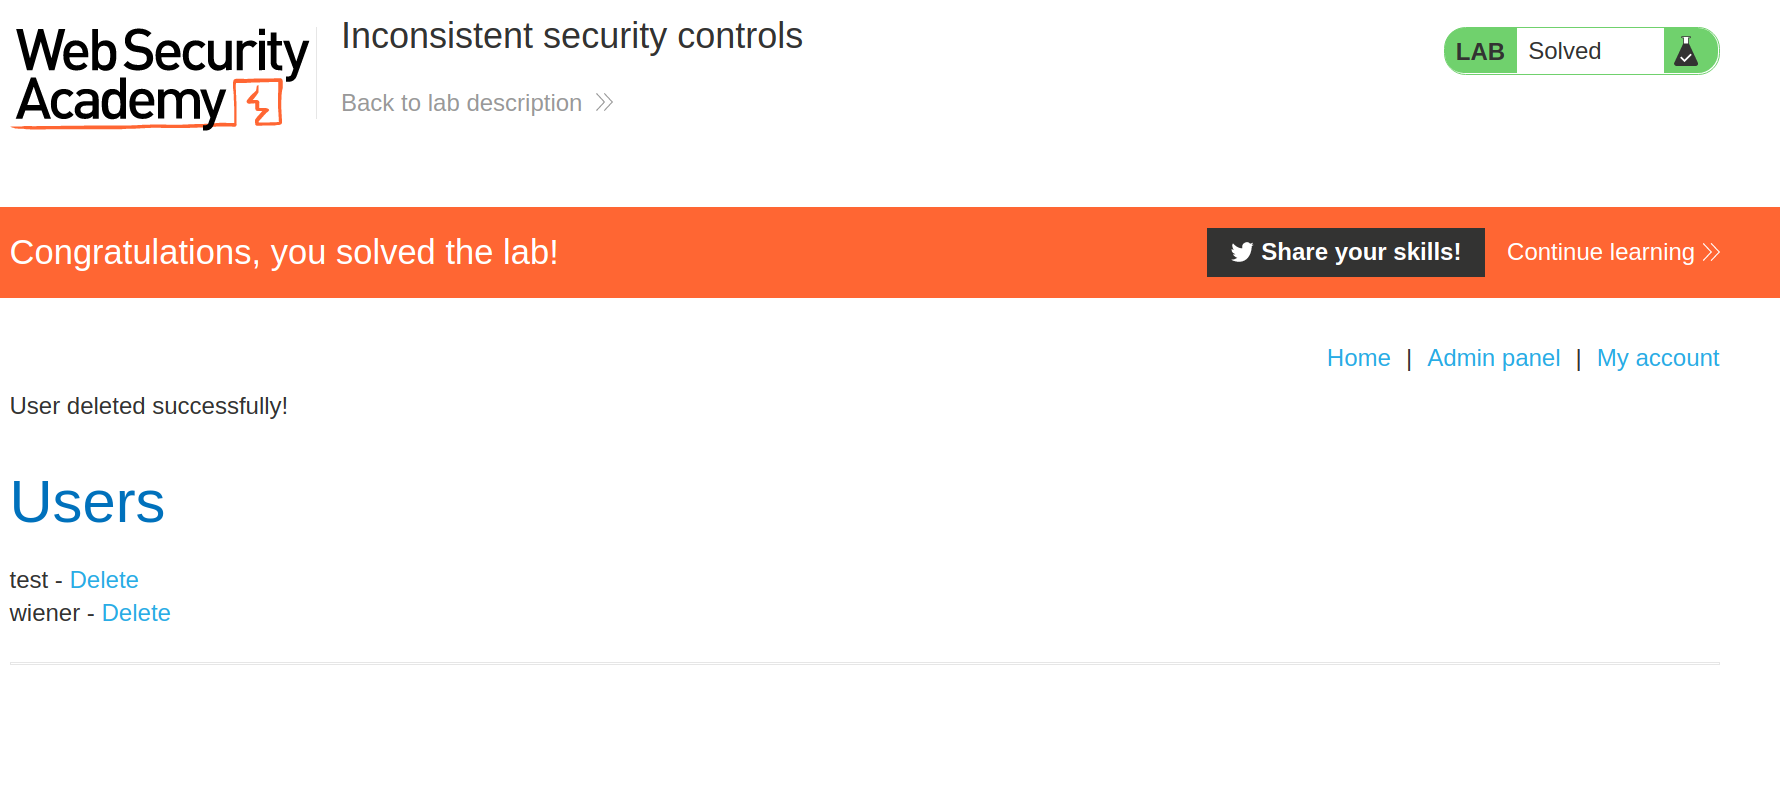 Web Security
Academy
Inconsistent security controls
Back to lab description
LAB Solved
Congratulations, you solved the lab!
Share your skills!
Continue learning
Home | Admin panel | My account
User deleted successfully!
Users
test - Delete
wiener - Delete